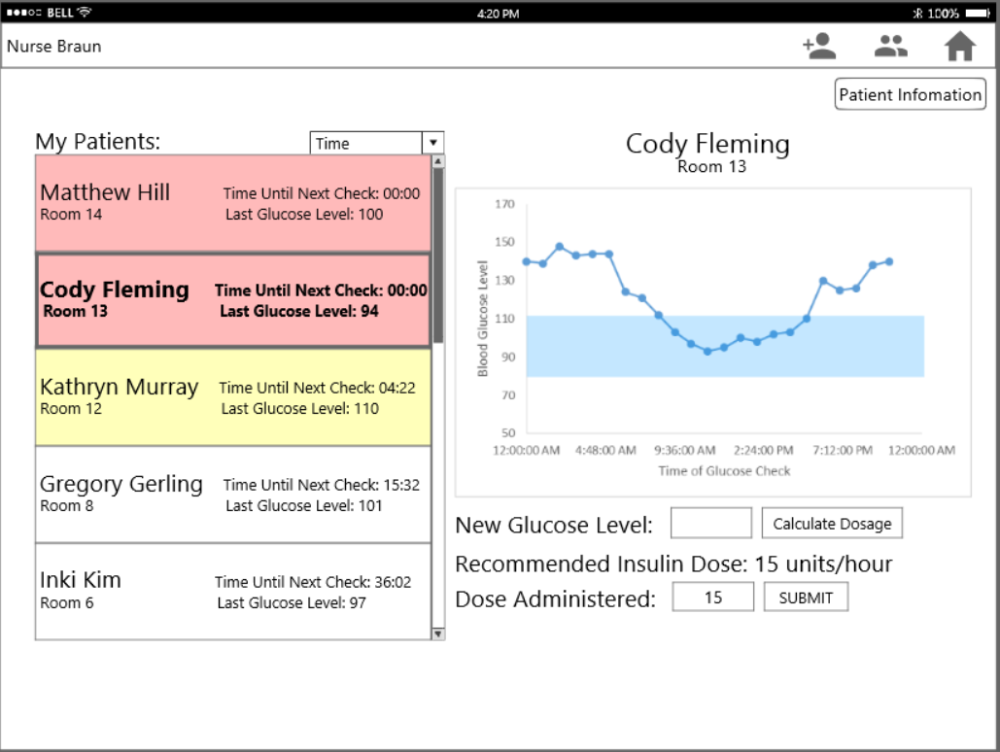 BELL
4:20 PM
100%
Nurse Braun
Patient Infomation
My Patients:
Time
Matthew Hill
Room 14
Time Until Next Check: 00:00
Last Glucose Level: 100
Cody Fleming
Room 13
Time Until Next Check: 00:00
Last Glucose Level: 94
Kathryn Murray
Room 12
Time Until Next Check: 04:22
Last Glucose Level: 110
Gregory Gerling
Room 8
Time Until Next Check: 15:32
Last Glucose Level: 101
Inki Kim
Room 6
Time Until Next Check: 36:02
Last Glucose Level: 97
Cody Fleming
Room 13
Blood Glucose Level
170
150
130
110
90
70
50
12:00:00 AM 4:48:00 AM 9:36:00 AM 2:24:00 PM 7:12:00 PM 12:00:00 AM
Time of Glucose Check
New Glucose Level:
Calculate Dosage
Recommended Insulin Dose: 15 units/hour
Dose Administered: 15 SUBMIT